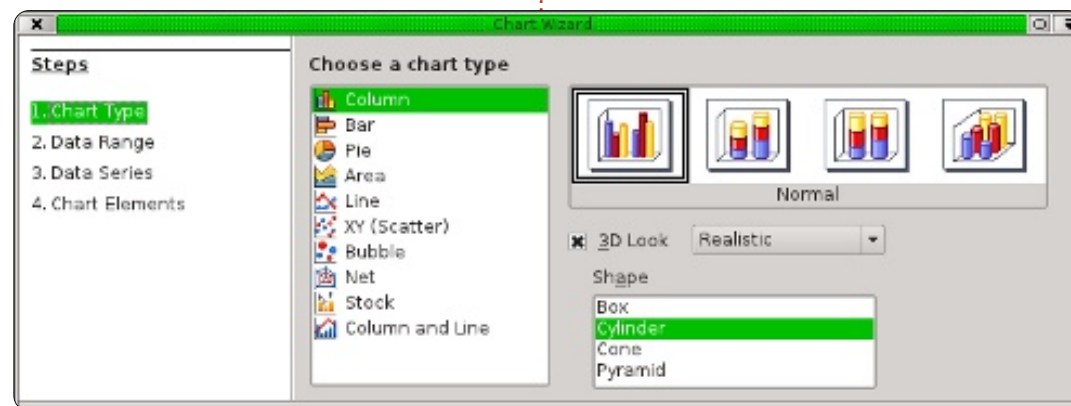 Chart Wizard
Steps
1. Chart Type
2. Data Range
3. Data Series
4. Chart Elements
Choose a chart type
Column
Bar
Pie
Area
Line
XY (Scatter)
Bubble
Net
Stock
Column and Line
Normal
3D Look
Realistic
Shape
Box
Cylinder
Cone
Pyramid